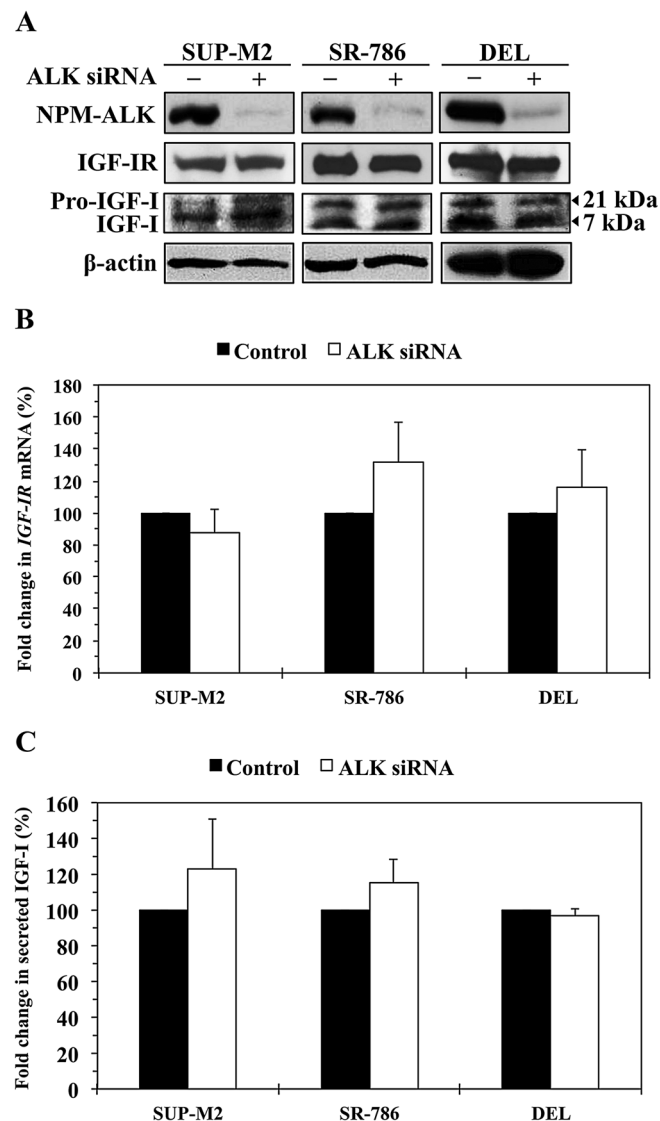 A
SUP-M2 SR-786 DEL
ALK siRNA − + − + − +
NPM-ALK
IGF-IR
Pro-IGF-I ◄21 kDa
IGF-I ◄7 kDa
β-actin
B
■Control □ ALK siRNA
Fold change in IGF-IR mRNA (%)
180
160
140
120
100
80
60
40
20
0
SUP-M2 SR-786 DEL
C
■Control □ ALK siRNA
Fold change in secreted IGF-I (%)
160
140
120
100
80
60
40
20
0
SUP-M2 SR-786 DEL